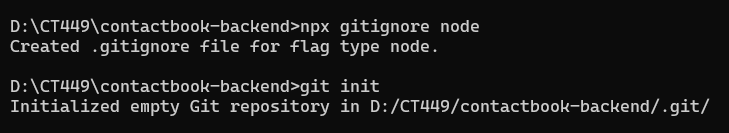 D:\CT449\contactbook-backend>npx gitignore node
Created .gitignore file for flag type node.
D:\CT449\contactbook-backend>git init
Initialized empty Git repository in D:/CT449/contactbook-backend/.git/